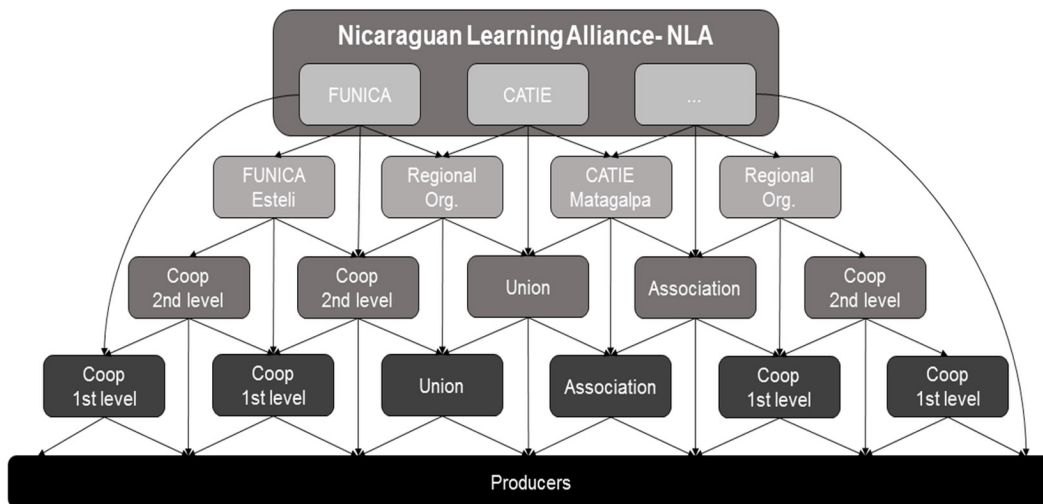 Nicaraguan Learning Alliance- NLA
FUNICA
CATIE
...
FUNICA
Esteli
Regional
Org.
CATIE
Matagalpa
Regional
Org.
Coop
2nd level
Coop
2nd level
Union
Association
Coop
2nd level
Coop
1st level
Coop
1st level
Union
Association
Coop
1st level
Coop
1st level
Producers